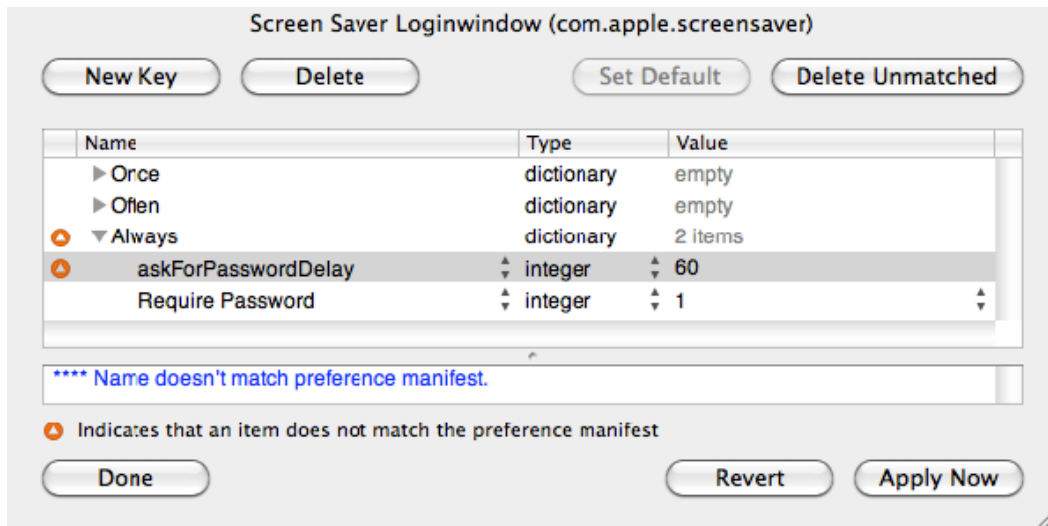 Screen Saver Loginwindow (com.apple.screensaver)
New Key Delete Set Default Delete Unmatched
Name Type Value
Once dictionary empty
Often dictionary empty
Always dictionary 2 items
askForPasswordDelay integer 60
Require Password integer 1
**** Name doesn't match preference manifest.
Indicates that an item does not match the preference manifest
Done Revert Apply Now